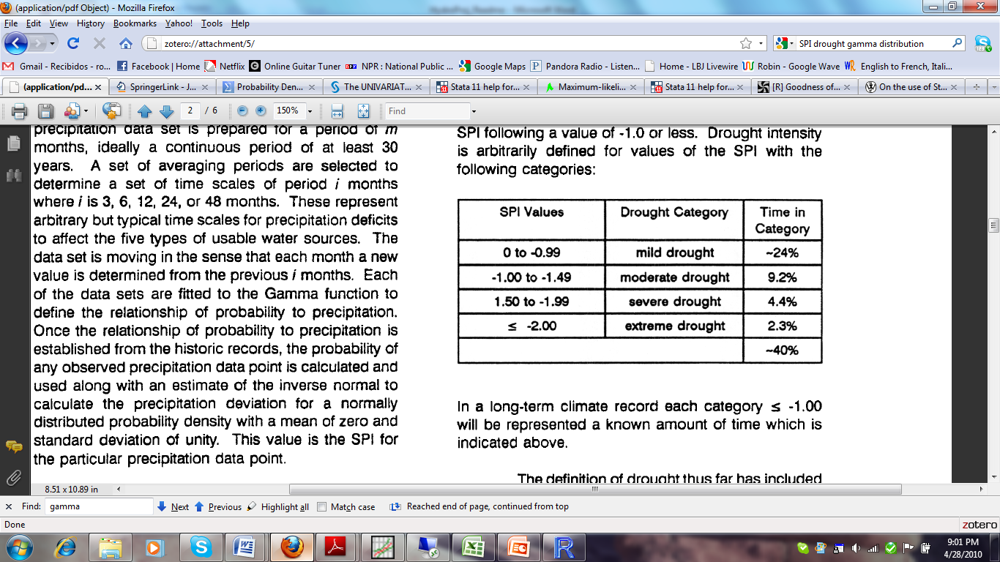 (application/pdf Object) - Mozilla Firefox
File Edit View History Bookmarks Yahoo! Tools Help
zotero://attachment/5/
SPI drought gamma distribution
Gmail - Recibidos - ro... Facebook | Home Netflix Online Guitar Tuner NPR : National Public ... Google Maps Pandora Radio - Listen... Home - LBJ Livewire Robin - Google Wave English to French, Itali...
(application/pd... SpringerLink - J... Probability Den... The UNIVARIAT... Stata 11 help for... Maximum-likeli... Stata 11 help for... [R] Goodness of... On the use of St...
2 / 6 150% Find
precipitation data set is prepared for a period of m
months, ideally a continuous period of at least 30
years. A set of averaging periods are selected to
determine a set of time scales of period i months
where i is 3, 6, 12, 24, or 48 months. These represent
arbitrary but typical time scales for precipitation deficits
to affect the five types of usable water sources. The
data set is moving in the sense that each month a new
value is determined from the previous i months. Each
of the data sets are fitted to the Gamma function to
define the relationship of probability to precipitation.
Once the relationship of probability to precipitation is
established from the historic records, the probability of
any observed precipitation data point is calculated and
used along with an estimate of the inverse normal to
calculate the precipitation deviation for a normally
distributed probability density with a mean of zero and
standard deviation of unity. This value is the SPI for
the particular precipitation data point.
SPI following a value of -1.0 or less. Drought intensity
is arbitrarily defined for values of the SPI with the
following categories:
SPI Values Drought Category Time in
Category
0 to -0.99 mild drought ~24%
-1.00 to -1.49 moderate drought 9.2%
1.50 to -1.99 severe drought 4.4%
≤ -2.00 extreme drought 2.3%
~40%
In a long-term climate record each category ≤ -1.00
will be represented a known amount of time which is
indicated above.
The definition of drought thus far has included
8.51 x 10.89 in
Find: gamma Next Previous Highlight all Match case Reached end of page, continued from top
Done
zotero
9:01 PM
4/28/2010